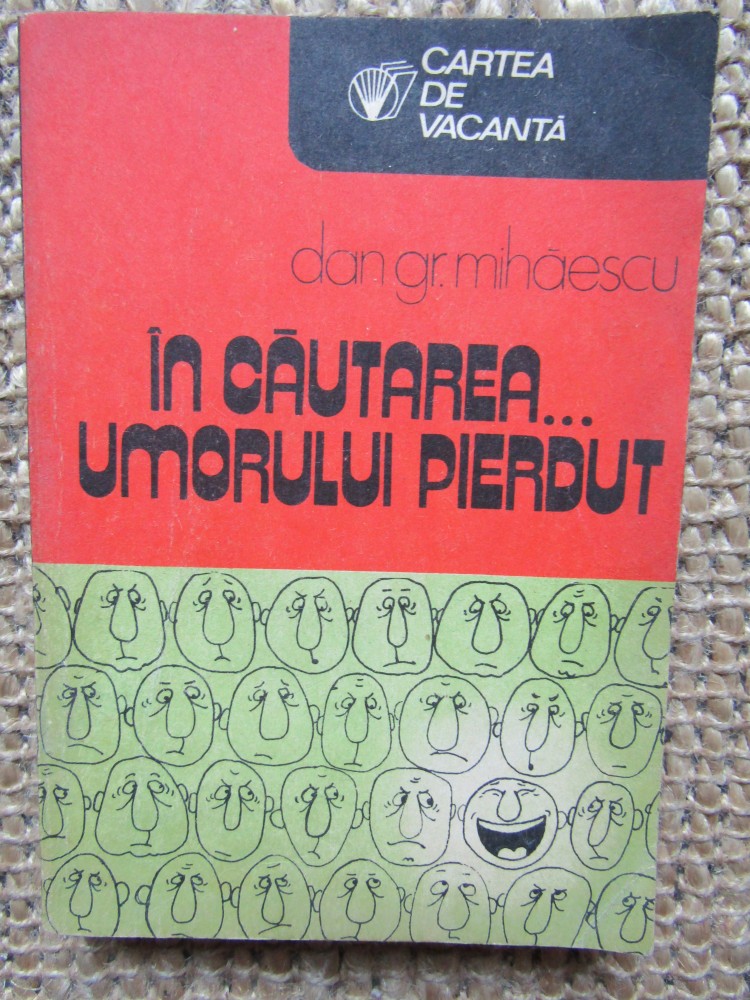 CARTEA
DE
VACANȚĂ
dan gr. mihăescu
ÎN CĂUTAREA...
UMORULUI PIERDUT